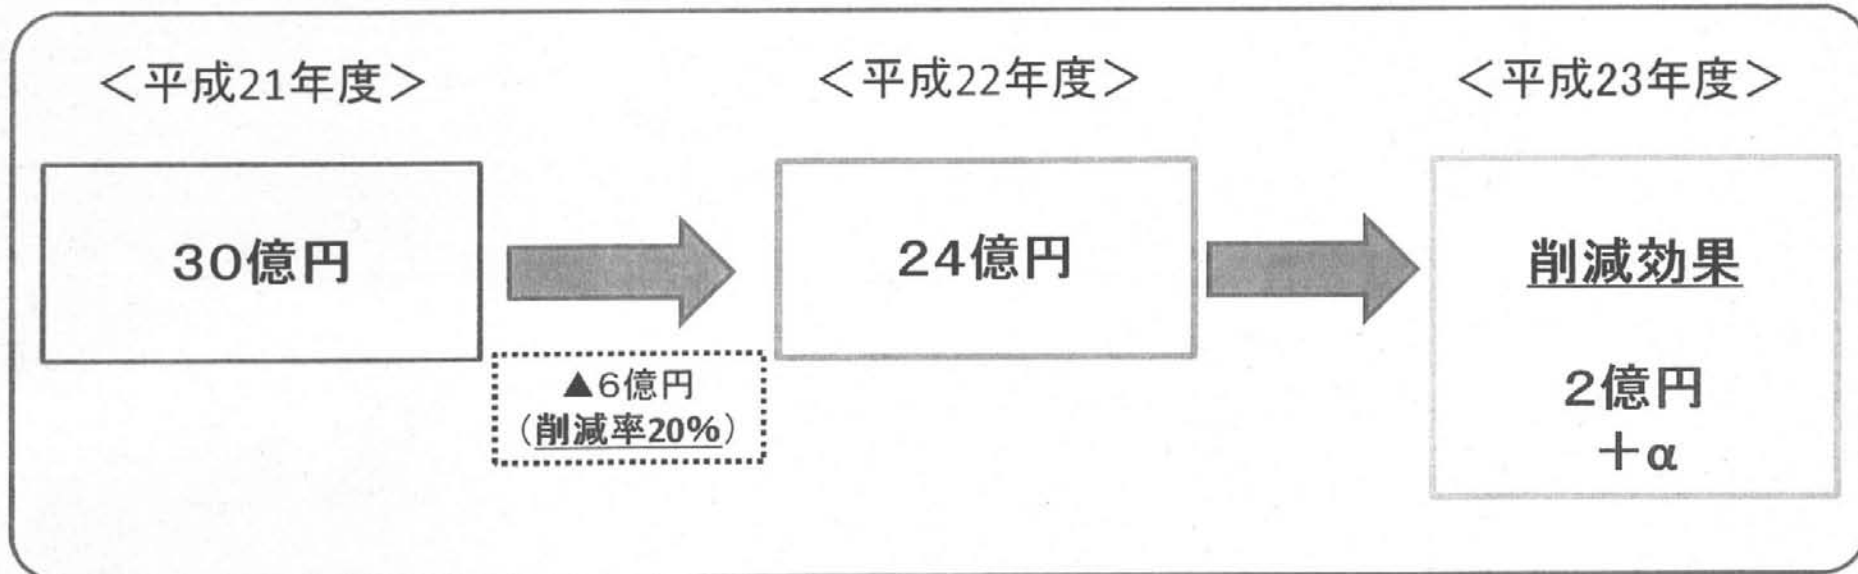 ＜平成21年度＞
＜平成22年度＞
＜平成23年度＞
30億円
▲6億円
（削減率20%）
24億円
削減効果
2億円
＋α